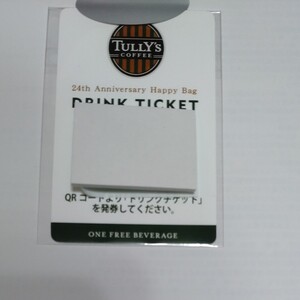 TULLY'S
COFFEE
24th Anniversary Happy Bag
DRINK TICKET
QRコードより「ドリンクチケット」
を発券してください。
ONE FREE BEVERAGE